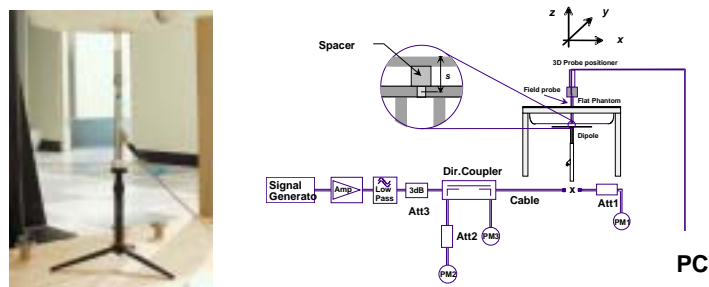 z
y
x
Spacer
s
3D Probe positioner
Field probe
Flat Phantom
Dipole
Signal
Generato
Amp
Low
Pass
3dB
Att3
Dir.Coupler
Cable
x
Att1
PM1
Att2
PM3
PM2
PC